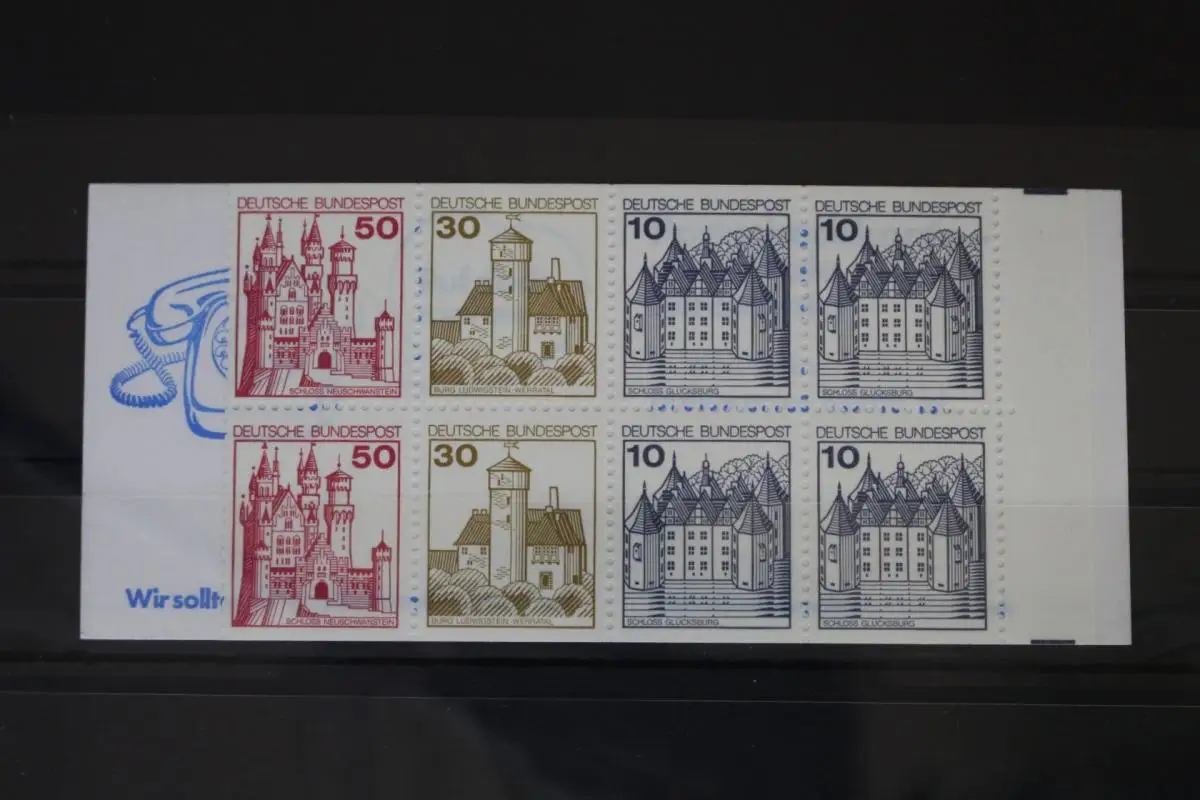 DEUTSCHE BUNDESPOST DEUTSCHE BUNDESPOST DEUTSCHE BUNDESPOST DEUTSCHE BUNDESPOST
50 30 10 10
SCHLOSS NEUSCHWANSTEIN BURG LUDWIGSTEIN·WERRATAL SCHLOSS GLÜCKSBURG SCHLOSS GLÜCKSBURG
DEUTSCHE BUNDESPOST DEUTSCHE BUNDESPOST DEUTSCHE BUNDESPOST DEUTSCHE BUNDESPOST
50 30 10 10
Wir
SCHLOSS NEUSCHWANSTEIN BURG LUDWIGSTEIN·WERRATAL SCHLOSS GLÜCKSBURG SCHLOSS GLÜCKSBURG